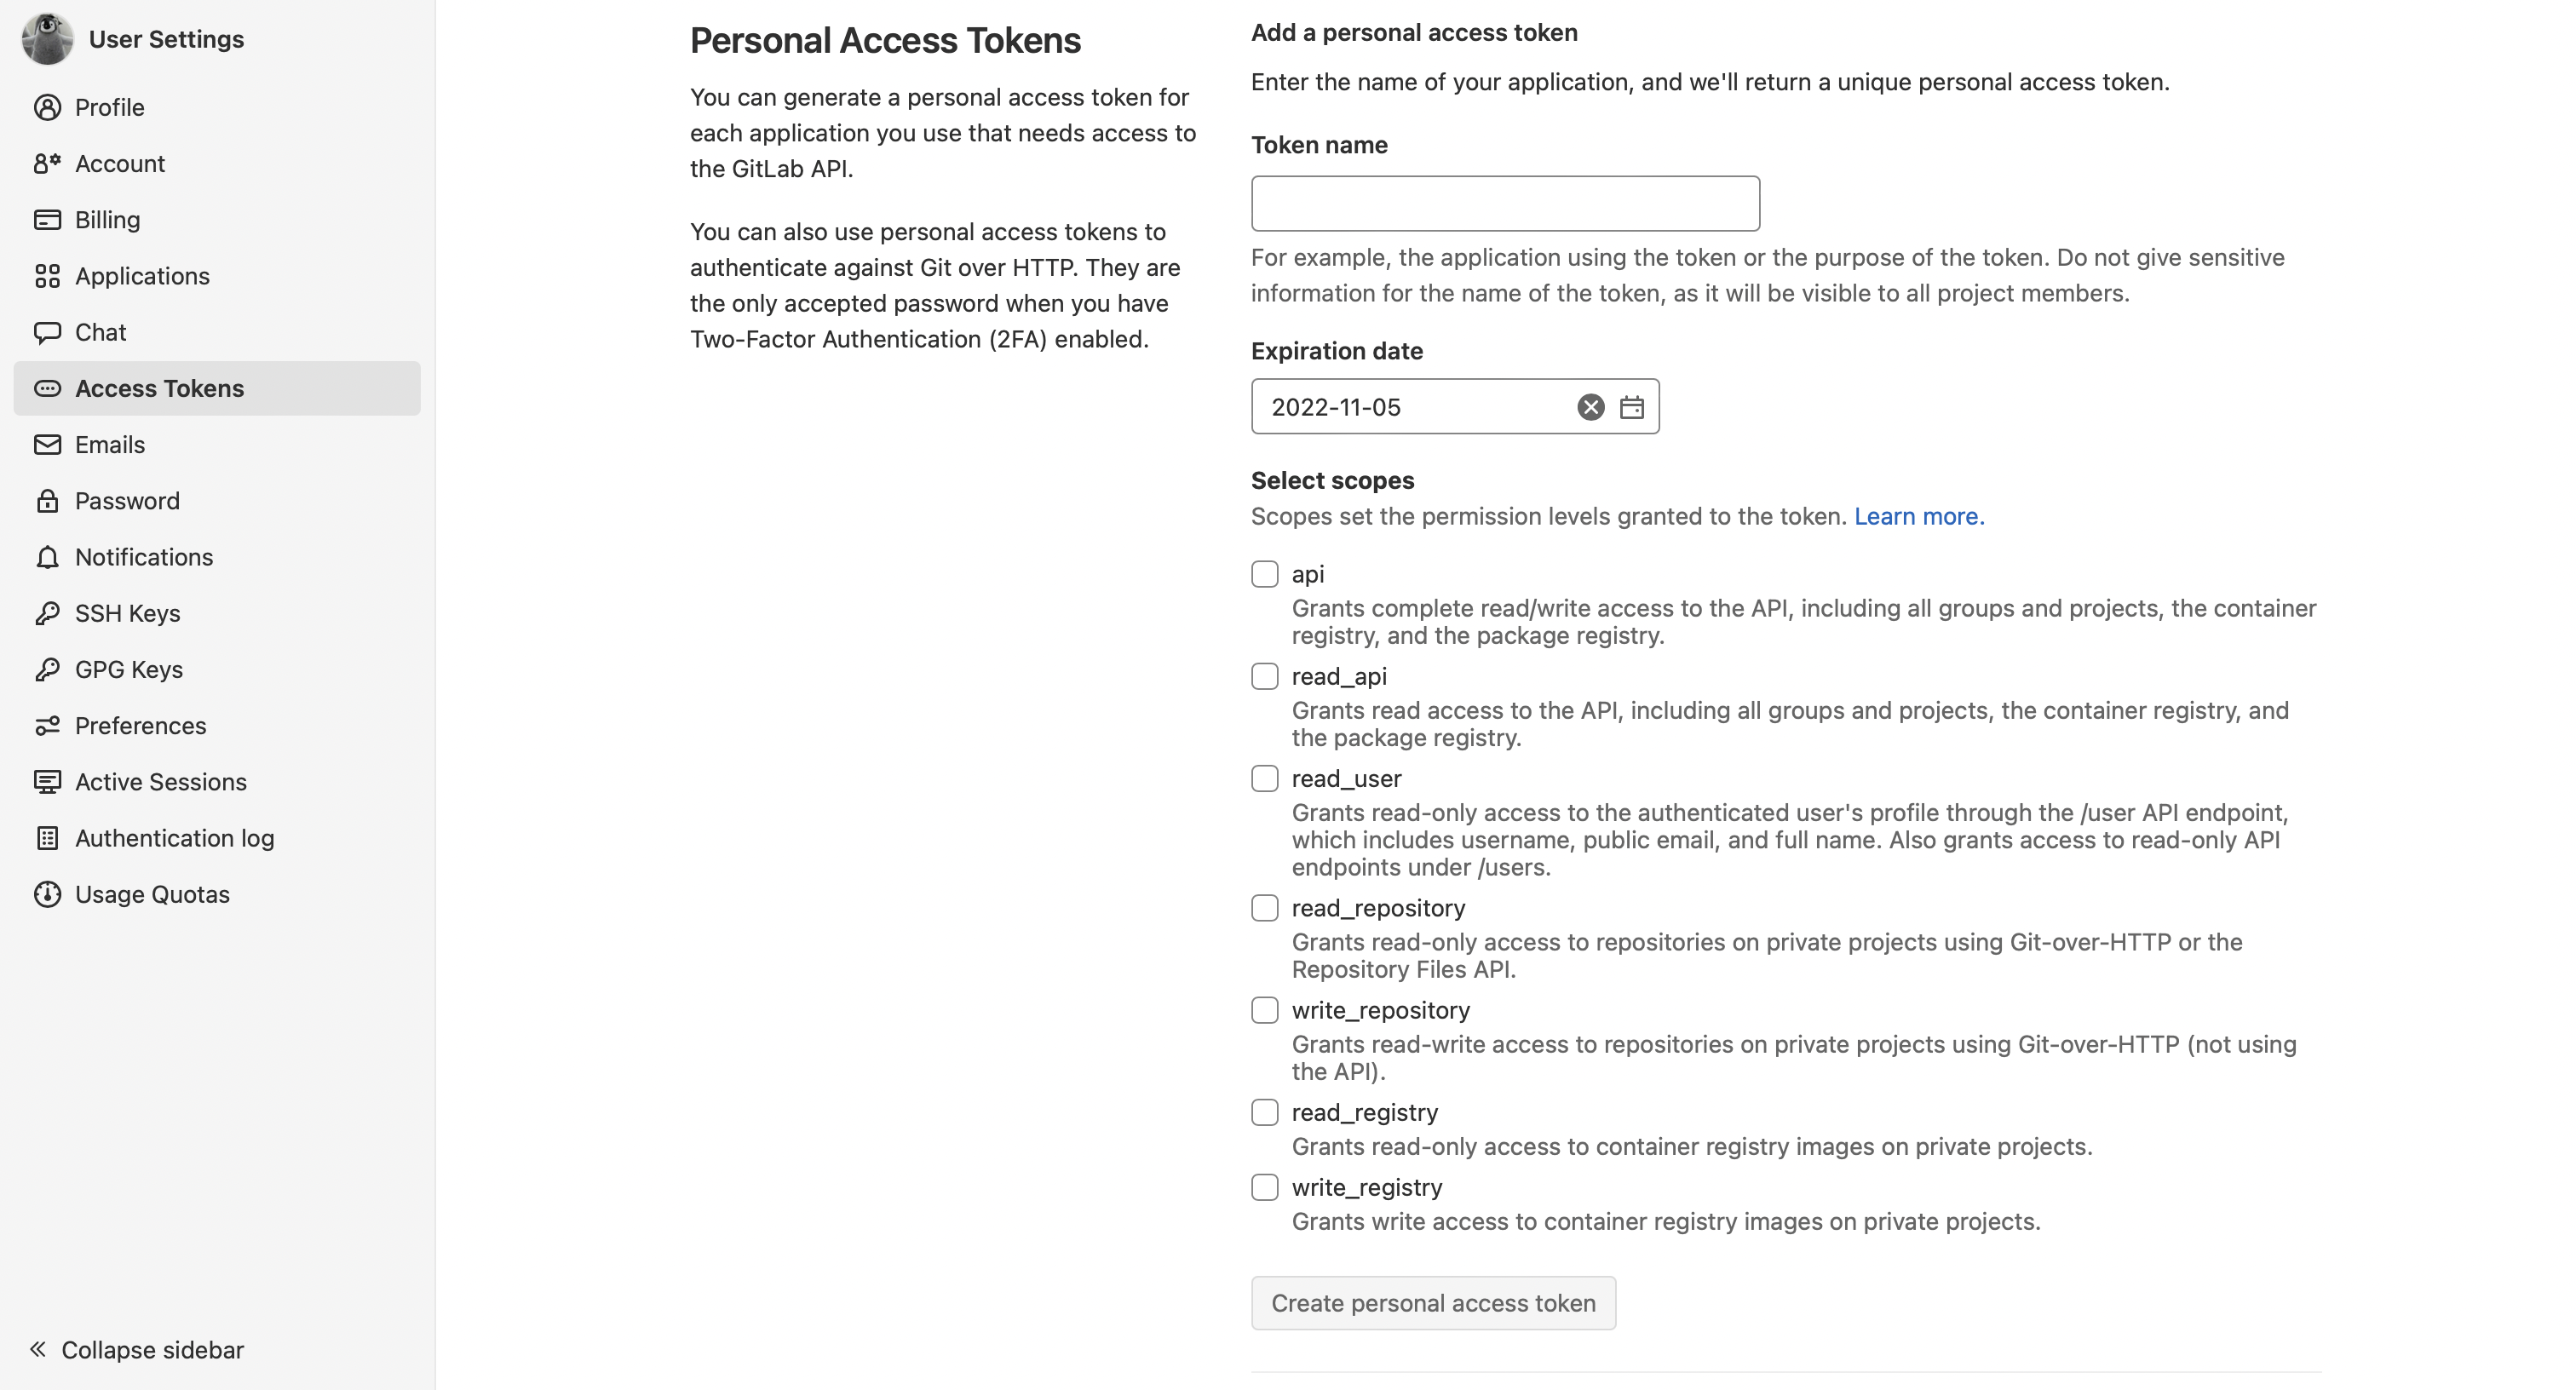 User Settings
Profile
Account
Billing
Applications
Chat
Access Tokens
Emails
Password
Notifications
SSH Keys
GPG Keys
Preferences
Active Sessions
Authentication log
Usage Quotas
Collapse sidebar
Personal Access Tokens
You can generate a personal access token for
each application you use that needs access to
the GitLab API.
You can also use personal access tokens to
authenticate against Git over HTTP. They are
the only accepted password when you have
Two-Factor Authentication (2FA) enabled.
Add a personal access token
Enter the name of your application, and we'll return a unique personal access token.
Token name
For example, the application using the token or the purpose of the token. Do not give sensitive
information for the name of the token, as it will be visible to all project members.
Expiration date
2022-11-05
Select scopes
Scopes set the permission levels granted to the token. Learn more.
api
Grants complete read/write access to the API, including all groups and projects, the container
registry, and the package registry.
read_api
Grants read access to the API, including all groups and projects, the container registry, and
the package registry.
read_user
Grants read-only access to the authenticated user's profile through the /user API endpoint,
which includes username, public email, and full name. Also grants access to read-only API
endpoints under /users.
read_repository
Grants read-only access to repositories on private projects using Git-over-HTTP or the
Repository Files API.
write_repository
Grants read-write access to repositories on private projects using Git-over-HTTP (not using
the API).
read_registry
Grants read-only access to container registry images on private projects.
write_registry
Grants write access to container registry images on private projects.
Create personal access token